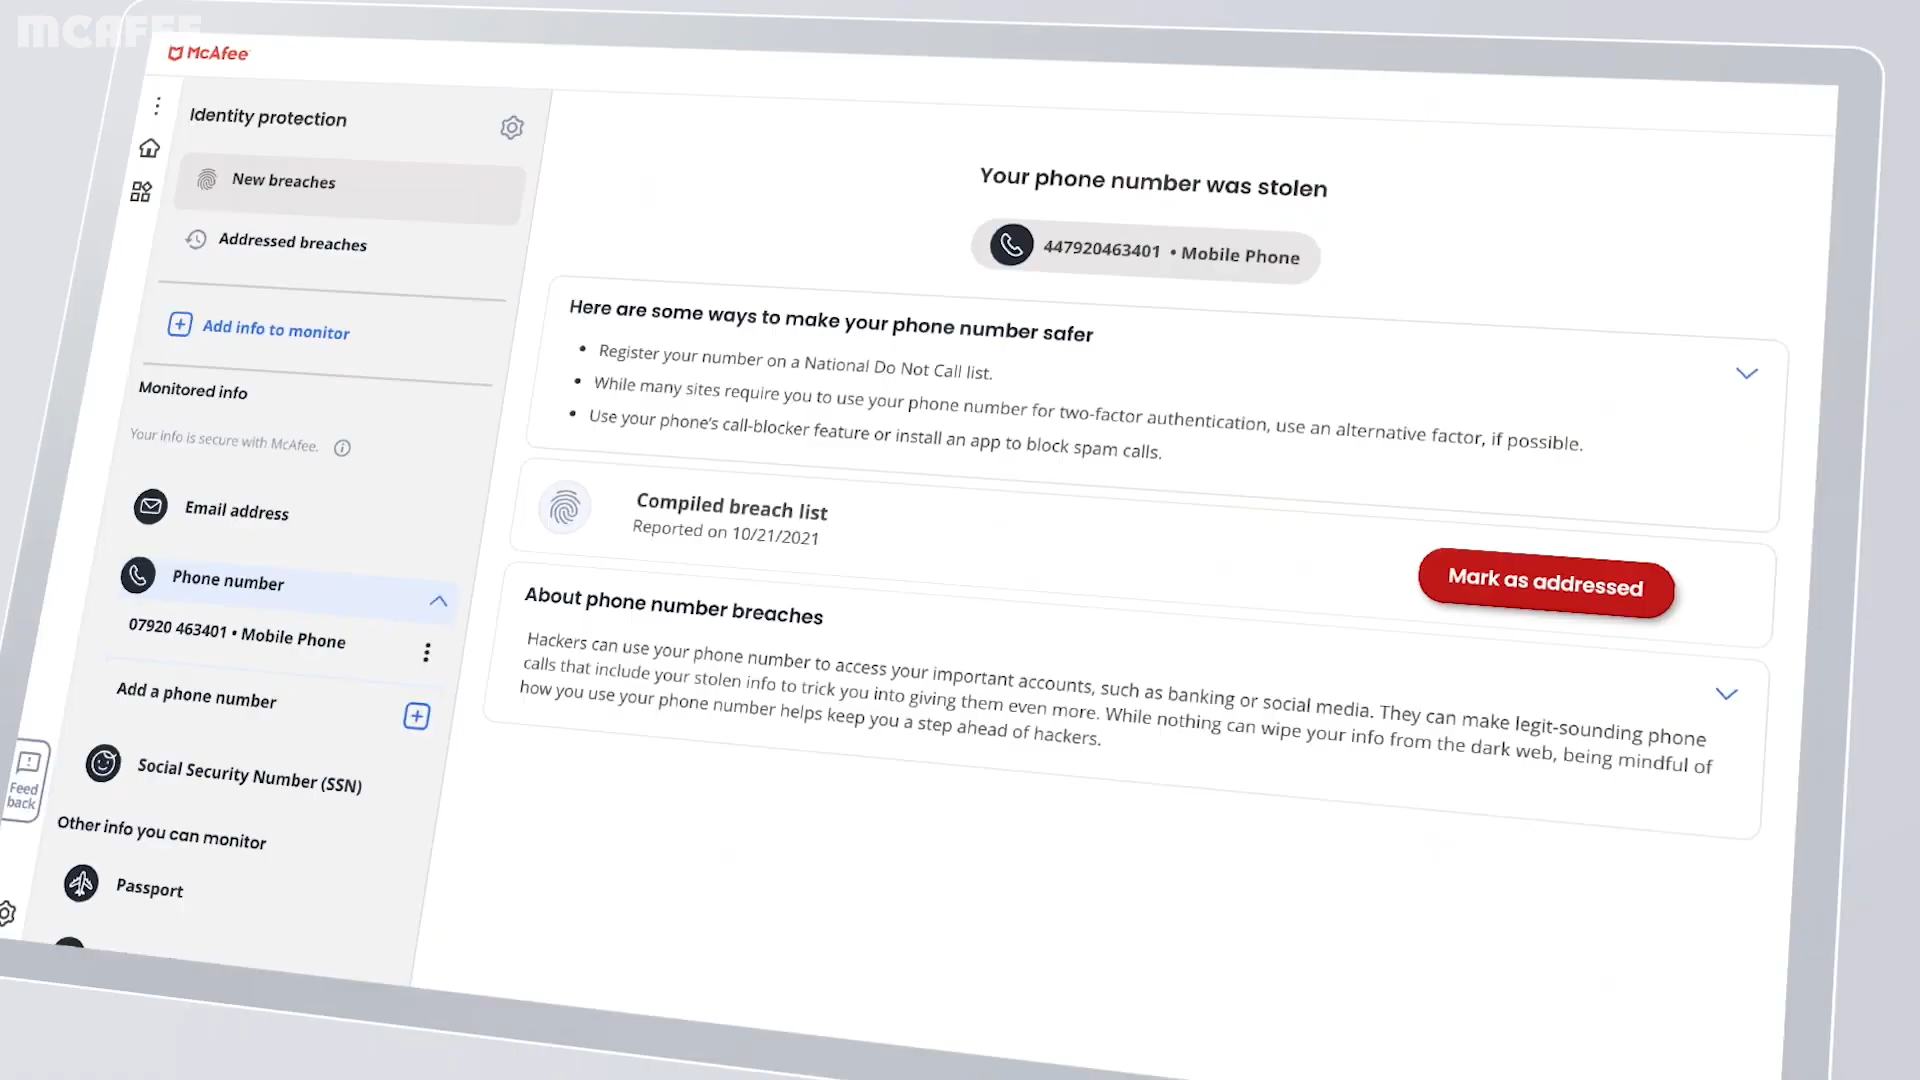 MCAFEE
McAfee
Identity protection
New breaches
Addressed breaches
Add info to monitor
Monitored info
Your info is secure with McAfee.
Email address
Phone number
07920 463401 • Mobile Phone
Add a phone number
Social Security Number (SSN)
Other info you can monitor
Passport
Feed
back
Your phone number was stolen
447920463401 • Mobile Phone
Here are some ways to make your phone number safer
• Register your number on a National Do Not Call list.
• While many sites require you to use your phone number for two-factor authentication, use an alternative factor, if possible.
• Use your phone's call-blocker feature or install an app to block spam calls.
Compiled breach list
Reported on 10/21/2021
Mark as addressed
About phone number breaches
Hackers can use your phone number to access your important accounts, such as banking or social media. They can make legit-sounding phone
calls that include your stolen info to trick you into giving them even more. While nothing can wipe your info from the dark web, being mindful of
how you use your phone number helps keep you a step ahead of hackers.